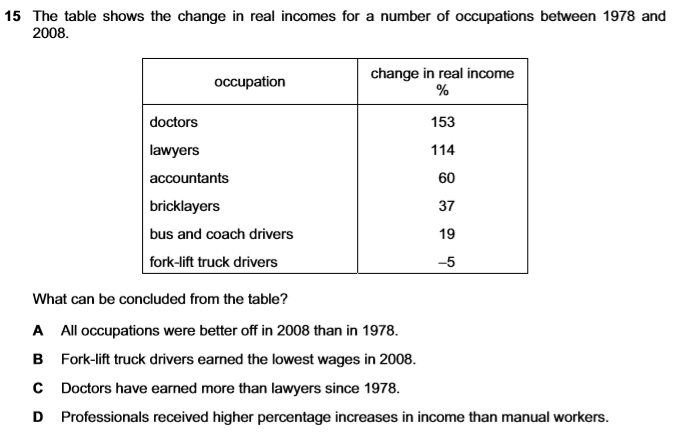 15 The table shows the change in real incomes for a number of occupations between 1978 and
2008.
occupation change in real income
%
doctors 153
lawyers 114
accountants 60
bricklayers 37
bus and coach drivers 19
fork-lift truck drivers –5
What can be concluded from the table?
A All occupations were better off in 2008 than in 1978.
B Fork-lift truck drivers earned the lowest wages in 2008.
C Doctors have earned more than lawyers since 1978.
D Professionals received higher percentage increases in income than manual workers.